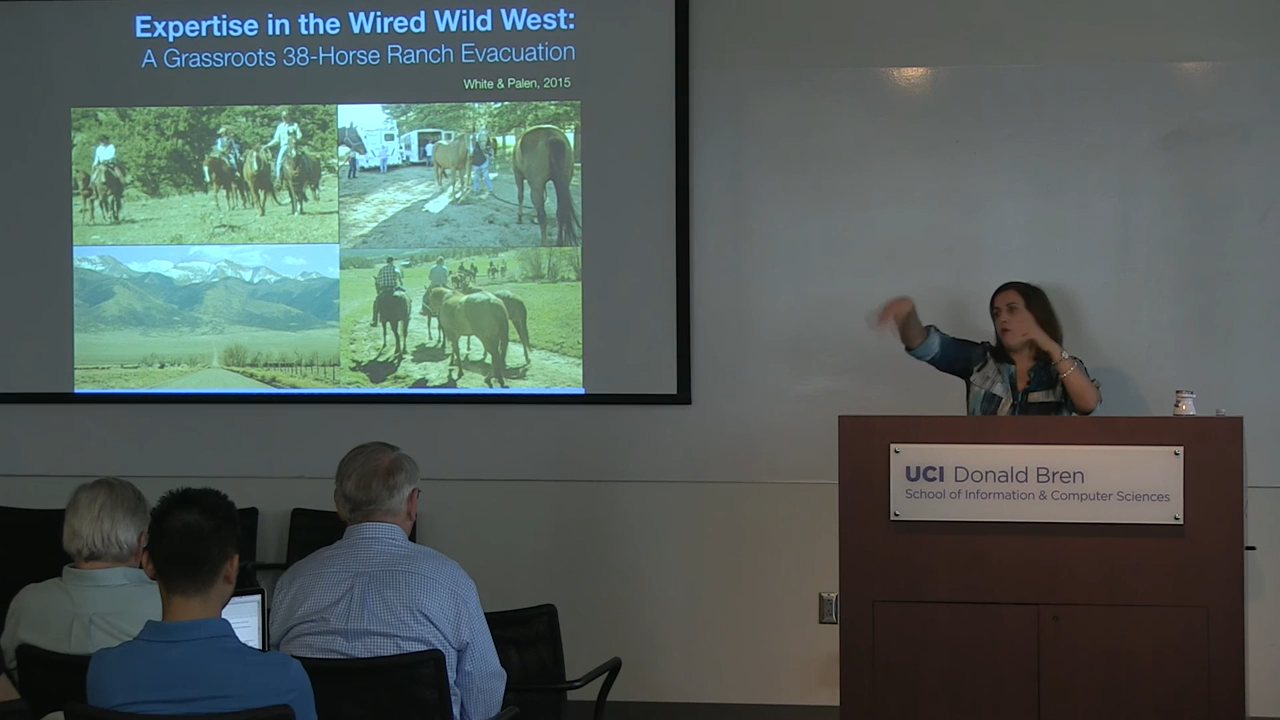 Expertise in the Wired Wild West:
A Grassroots 38-Horse Ranch Evacuation
White & Palen, 2015
UCI Donald Bren
School of Information & Computer Sciences